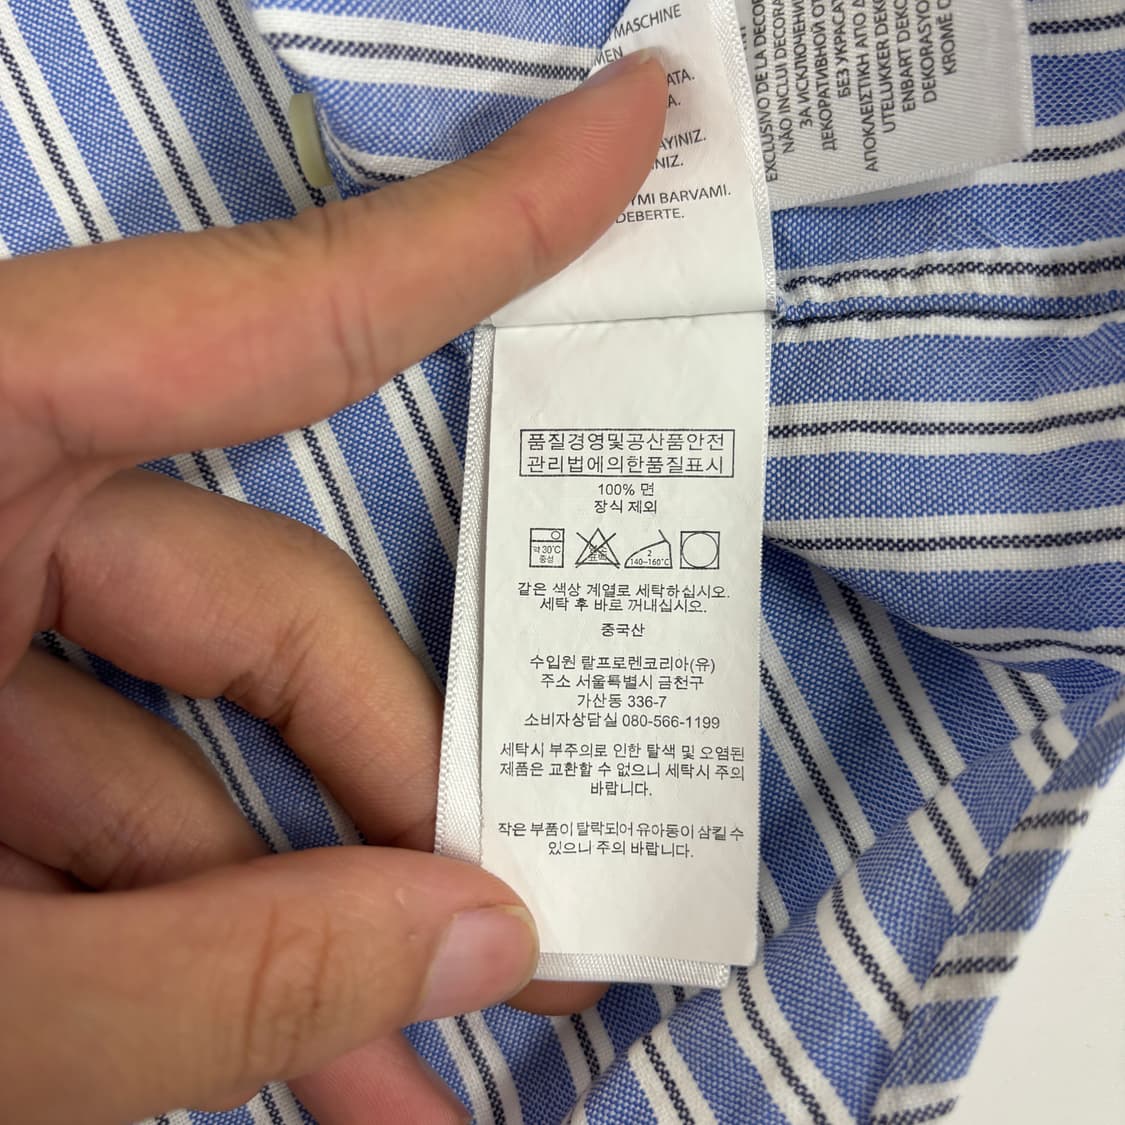 MASCHINE
MEN
ATA.
A.
AYINIZ.
INIZ.
YMI BARVAMI.
DEBERTE.
EXCLUSIVO DE LA DECOR
NÃO INCLUI DECORA
ЗА ИСКЛЮЧЕНИ
ДЕКОРАТИВНОЙ ОТ
БЕЗ УКРАСА
ΑΠΟΚΛΕΙΣΤΙΚΗ ΑΠΟ Δ
UTELUKKER DEKO
ENBART DEKO
DEKORASYO
KROME D
품질경영및공산품안전
관리법에의한품질표시
100% 면
장식 제외
약 30℃
중성
염소
표백
2
140~160℃
같은 색상 계열로 세탁하십시오.
세탁 후 바로 꺼내십시오.
중국산
수입원 랄프로렌코리아(유)
주소 서울특별시 금천구
가산동 336-7
소비자상담실 080-566-1199
세탁시 부주의로 인한 탈색 및 오염된
제품은 교환할 수 없으니 세탁시 주의
바랍니다.
작은 부품이 탈락되어 유아동이 삼킬 수
있으니 주의 바랍니다.